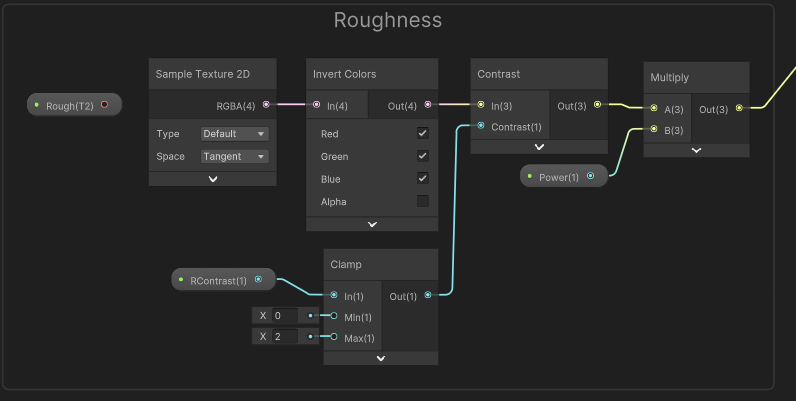 Roughness
Rough(T2)
Sample Texture 2D
RGBA(4)
Type Default
Space Tangent
Invert Colors
In(4) Out(4)
Red
Green
Blue
Alpha
Contrast
In(3) Out(3)
Contrast(1)
Multiply
A(3) Out(3)
B(3)
Power(1)
RContrast(1)
Clamp
In(1) Out(1)
X 0 Min(1)
X 2 Max(1)